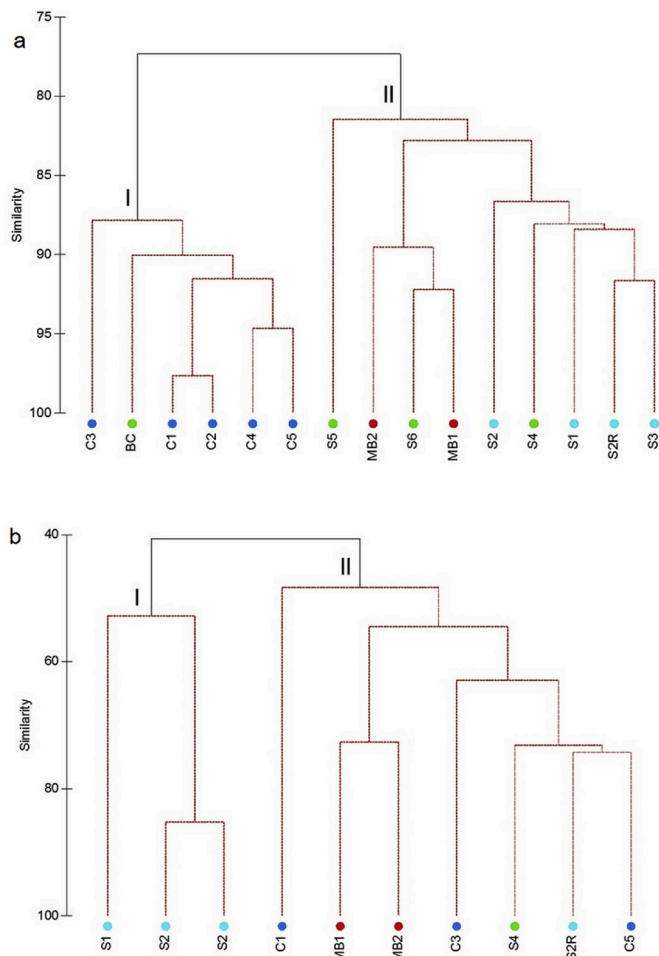 a
75
80
85
90
95
100
Similarity
I
II
C3 BC C1 C2 C4 C5 S5 MB2 S6 MB1 S2 S4 S1 S2R S3
b
40
60
80
100
Similarity
I
II
S1 S2 S2 C1 MB1 MB2 C3 S4 S2R C5